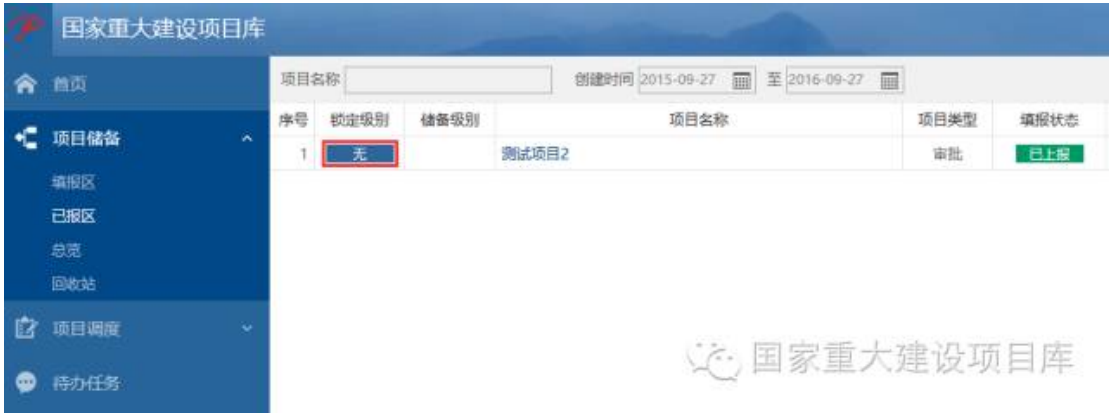 国家重大建设项目库
首页
项目名称 创建时间 2015-09-27 至 2016-09-27
序号 锁定级别 储备级别 项目名称 项目类型 填报状态
1 无 测试项目2 审批 已上报
项目储备
填报区
已报区
总览
回收站
项目调度
待办任务
国家重大建设项目库